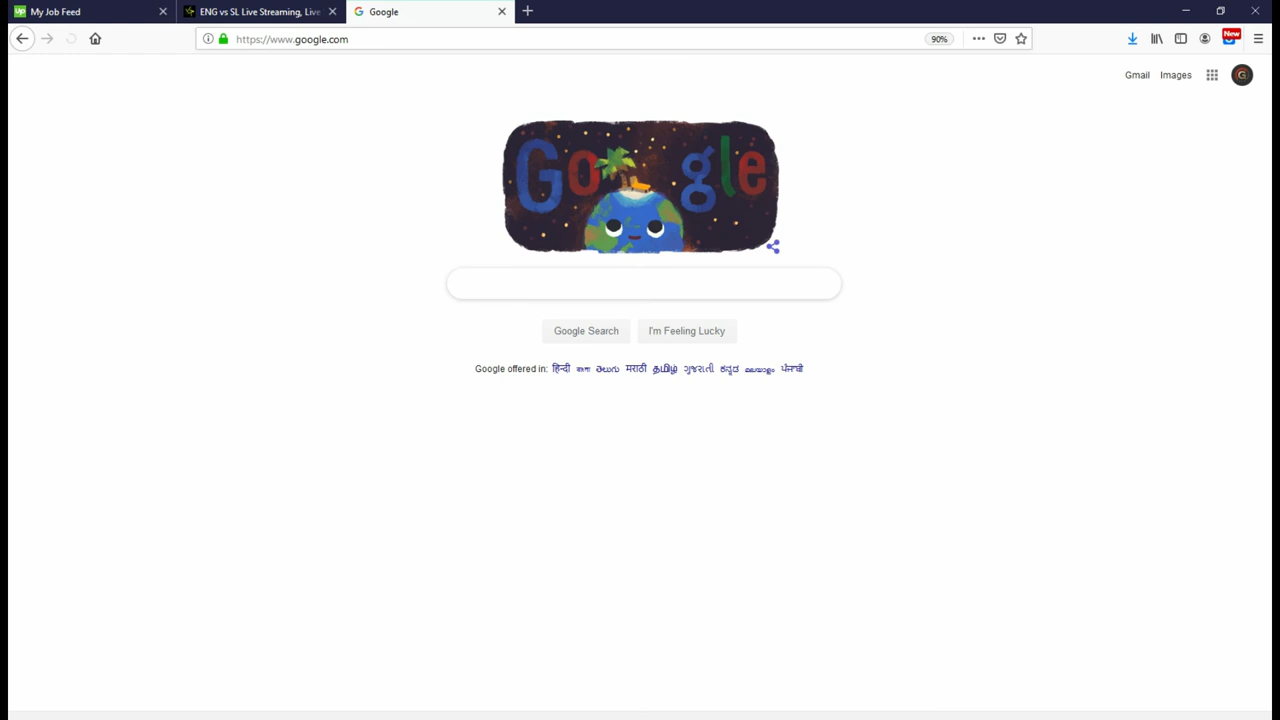 My Job Feed
ENG vs SL Live Streaming, Live
Google
https://www.google.com
90%
New
Gmail Images
Google
Google Search I'm Feeling Lucky
Google offered in: हिन्दी বাংলা తెలుగు मराठी தமிழ் ગુજરાતી ಕನ್ನಡ മലയാളം ਪੰਜਾਬੀ